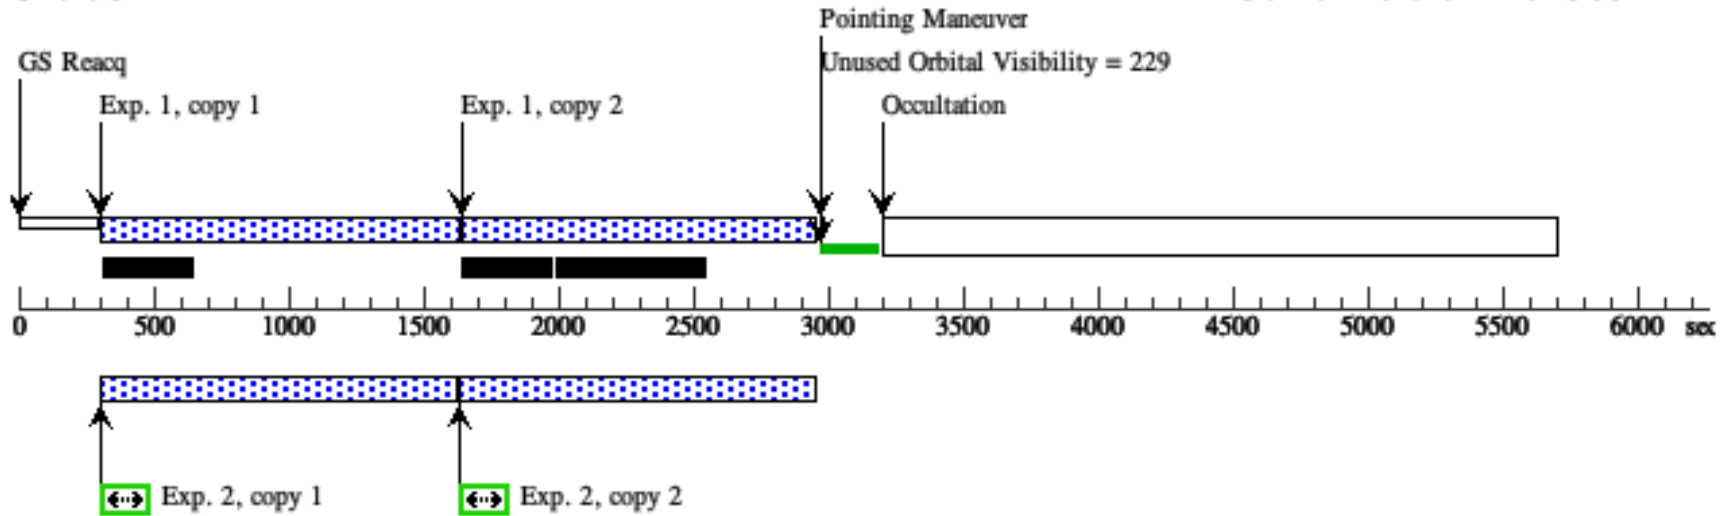 Pointing Maneuver
GS Reacq
Unused Orbital Visibility = 229
Exp. 1, copy 1
Exp. 1, copy 2
Occultation
0 500 1000 1500 2000 2500 3000 3500 4000 4500 5000 5500 6000 sec
Exp. 2, copy 1
Exp. 2, copy 2